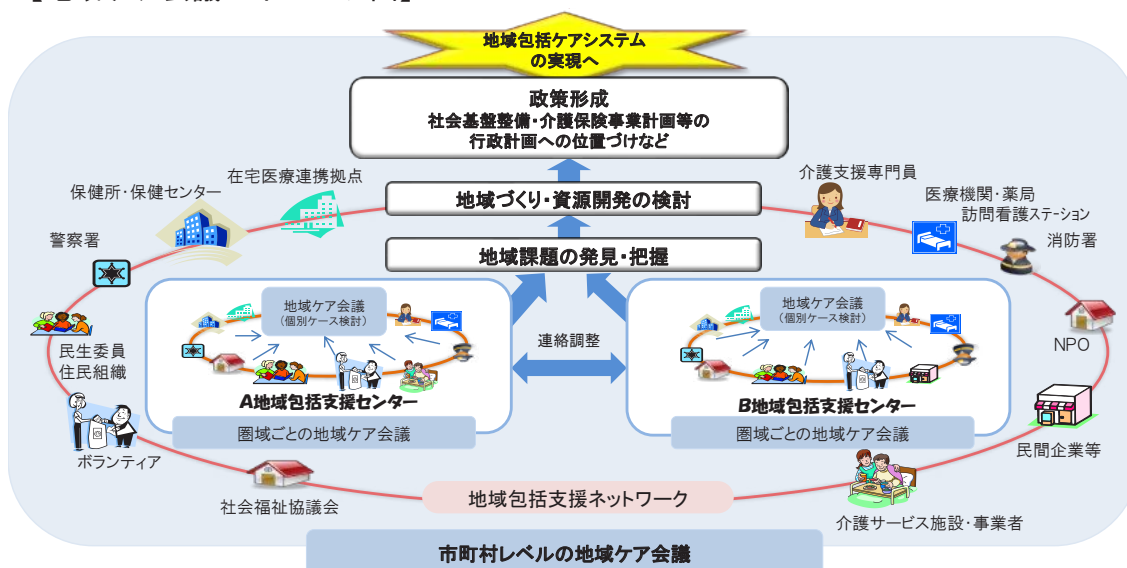 地域包括ケアシステム
の実現へ
政策形成
社会基盤整備・介護保険事業計画等の
行政計画への位置づけなど
地域づくり・資源開発の検討
地域課題の発見・把握
在宅医療連携拠点
保健所・保健センター
警察署
民生委員
住民組織
ボランティア
社会福祉協議会
介護支援専門員
医療機関・薬局
訪問看護ステーション
消防署
NPO
民間企業等
介護サービス施設・事業者
地域ケア会議
(個別ケース検討)
A地域包括支援センター
圏域ごとの地域ケア会議
連絡調整
地域ケア会議
(個別ケース検討)
B地域包括支援センター
圏域ごとの地域ケア会議
地域包括支援ネットワーク
市町村レベルの地域ケア会議